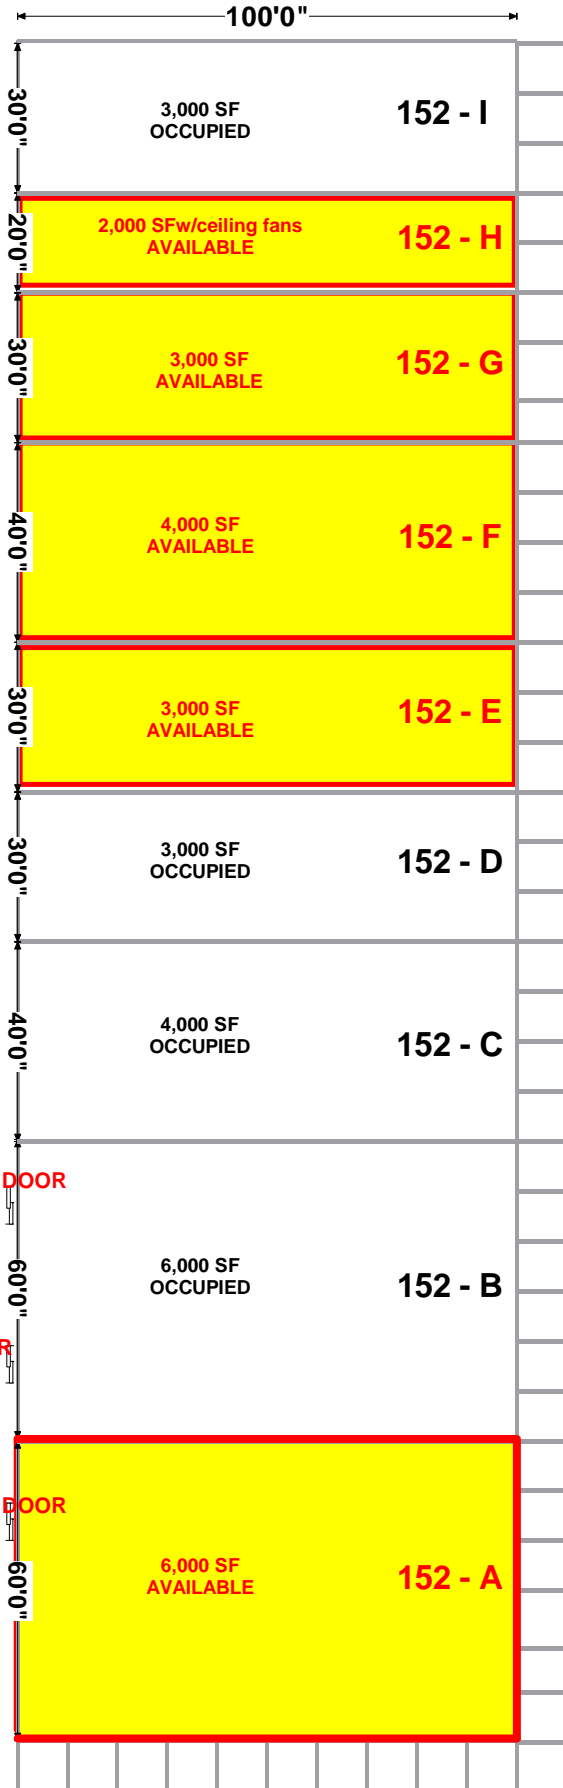 100'0"
30'0"
3,000 SF
OCCUPIED
152 - I
20'0"
2,000 SFw/ceiling fans
AVAILABLE
152 - H
30'0"
3,000 SF
AVAILABLE
152 - G
40'0"
4,000 SF
AVAILABLE
152 - F
30'0"
3,000 SF
AVAILABLE
152 - E
30'0"
3,000 SF
OCCUPIED
152 - D
40'0"
4,000 SF
OCCUPIED
152 - C
DOOR
60'0"
6,000 SF
OCCUPIED
152 - B
R
DOOR
60'0"
6,000 SF
AVAILABLE
152 - A